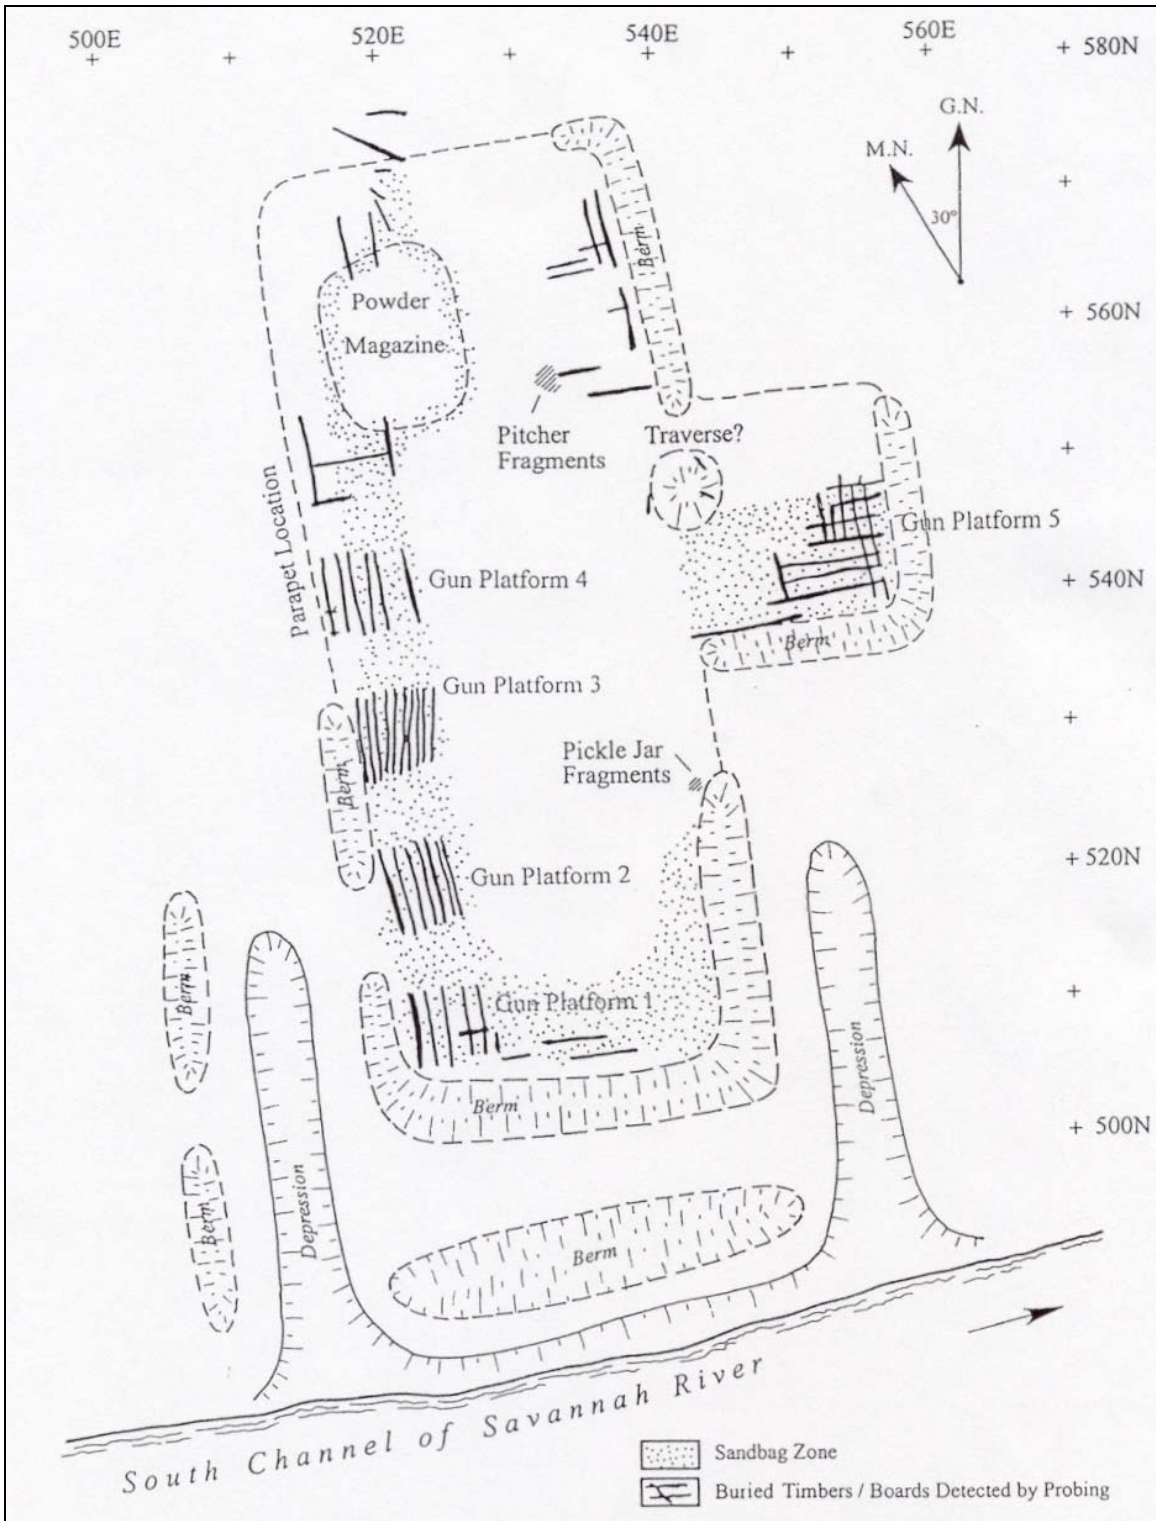 500E
520E
540E
560E
580N
G.N.
M.N.
30°
560N
Powder
Magazine
Berm
Pitcher
Fragments
Traverse?
Parapet Location
Gun Platform 5
540N
Gun Platform 4
Berm
Gun Platform 3
Pickle Jar
Fragments
Berm
520N
Gun Platform 2
Berm
Gun Platform 1
Depression
Berm
500N
Depression
Berm
Berm
South Channel of Savannah River
Sandbag Zone
Buried Timbers / Boards Detected by Probing